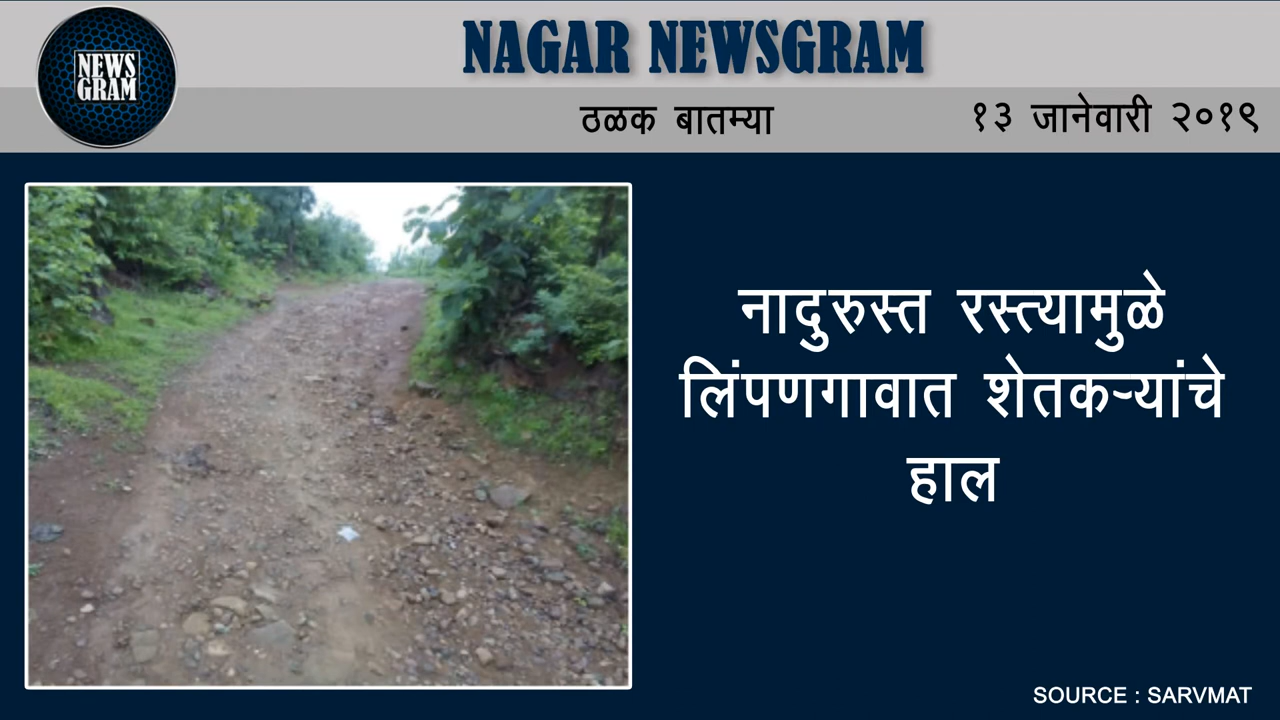 NEWS
GRAM
NAGAR NEWSGRAM
ठळक बातम्या
१३ जानेवारी २०१९
नादुरुस्त रस्त्यामुळे
लिंपणगावात शेतकऱ्यांचे
हाल
SOURCE : SARVMAT